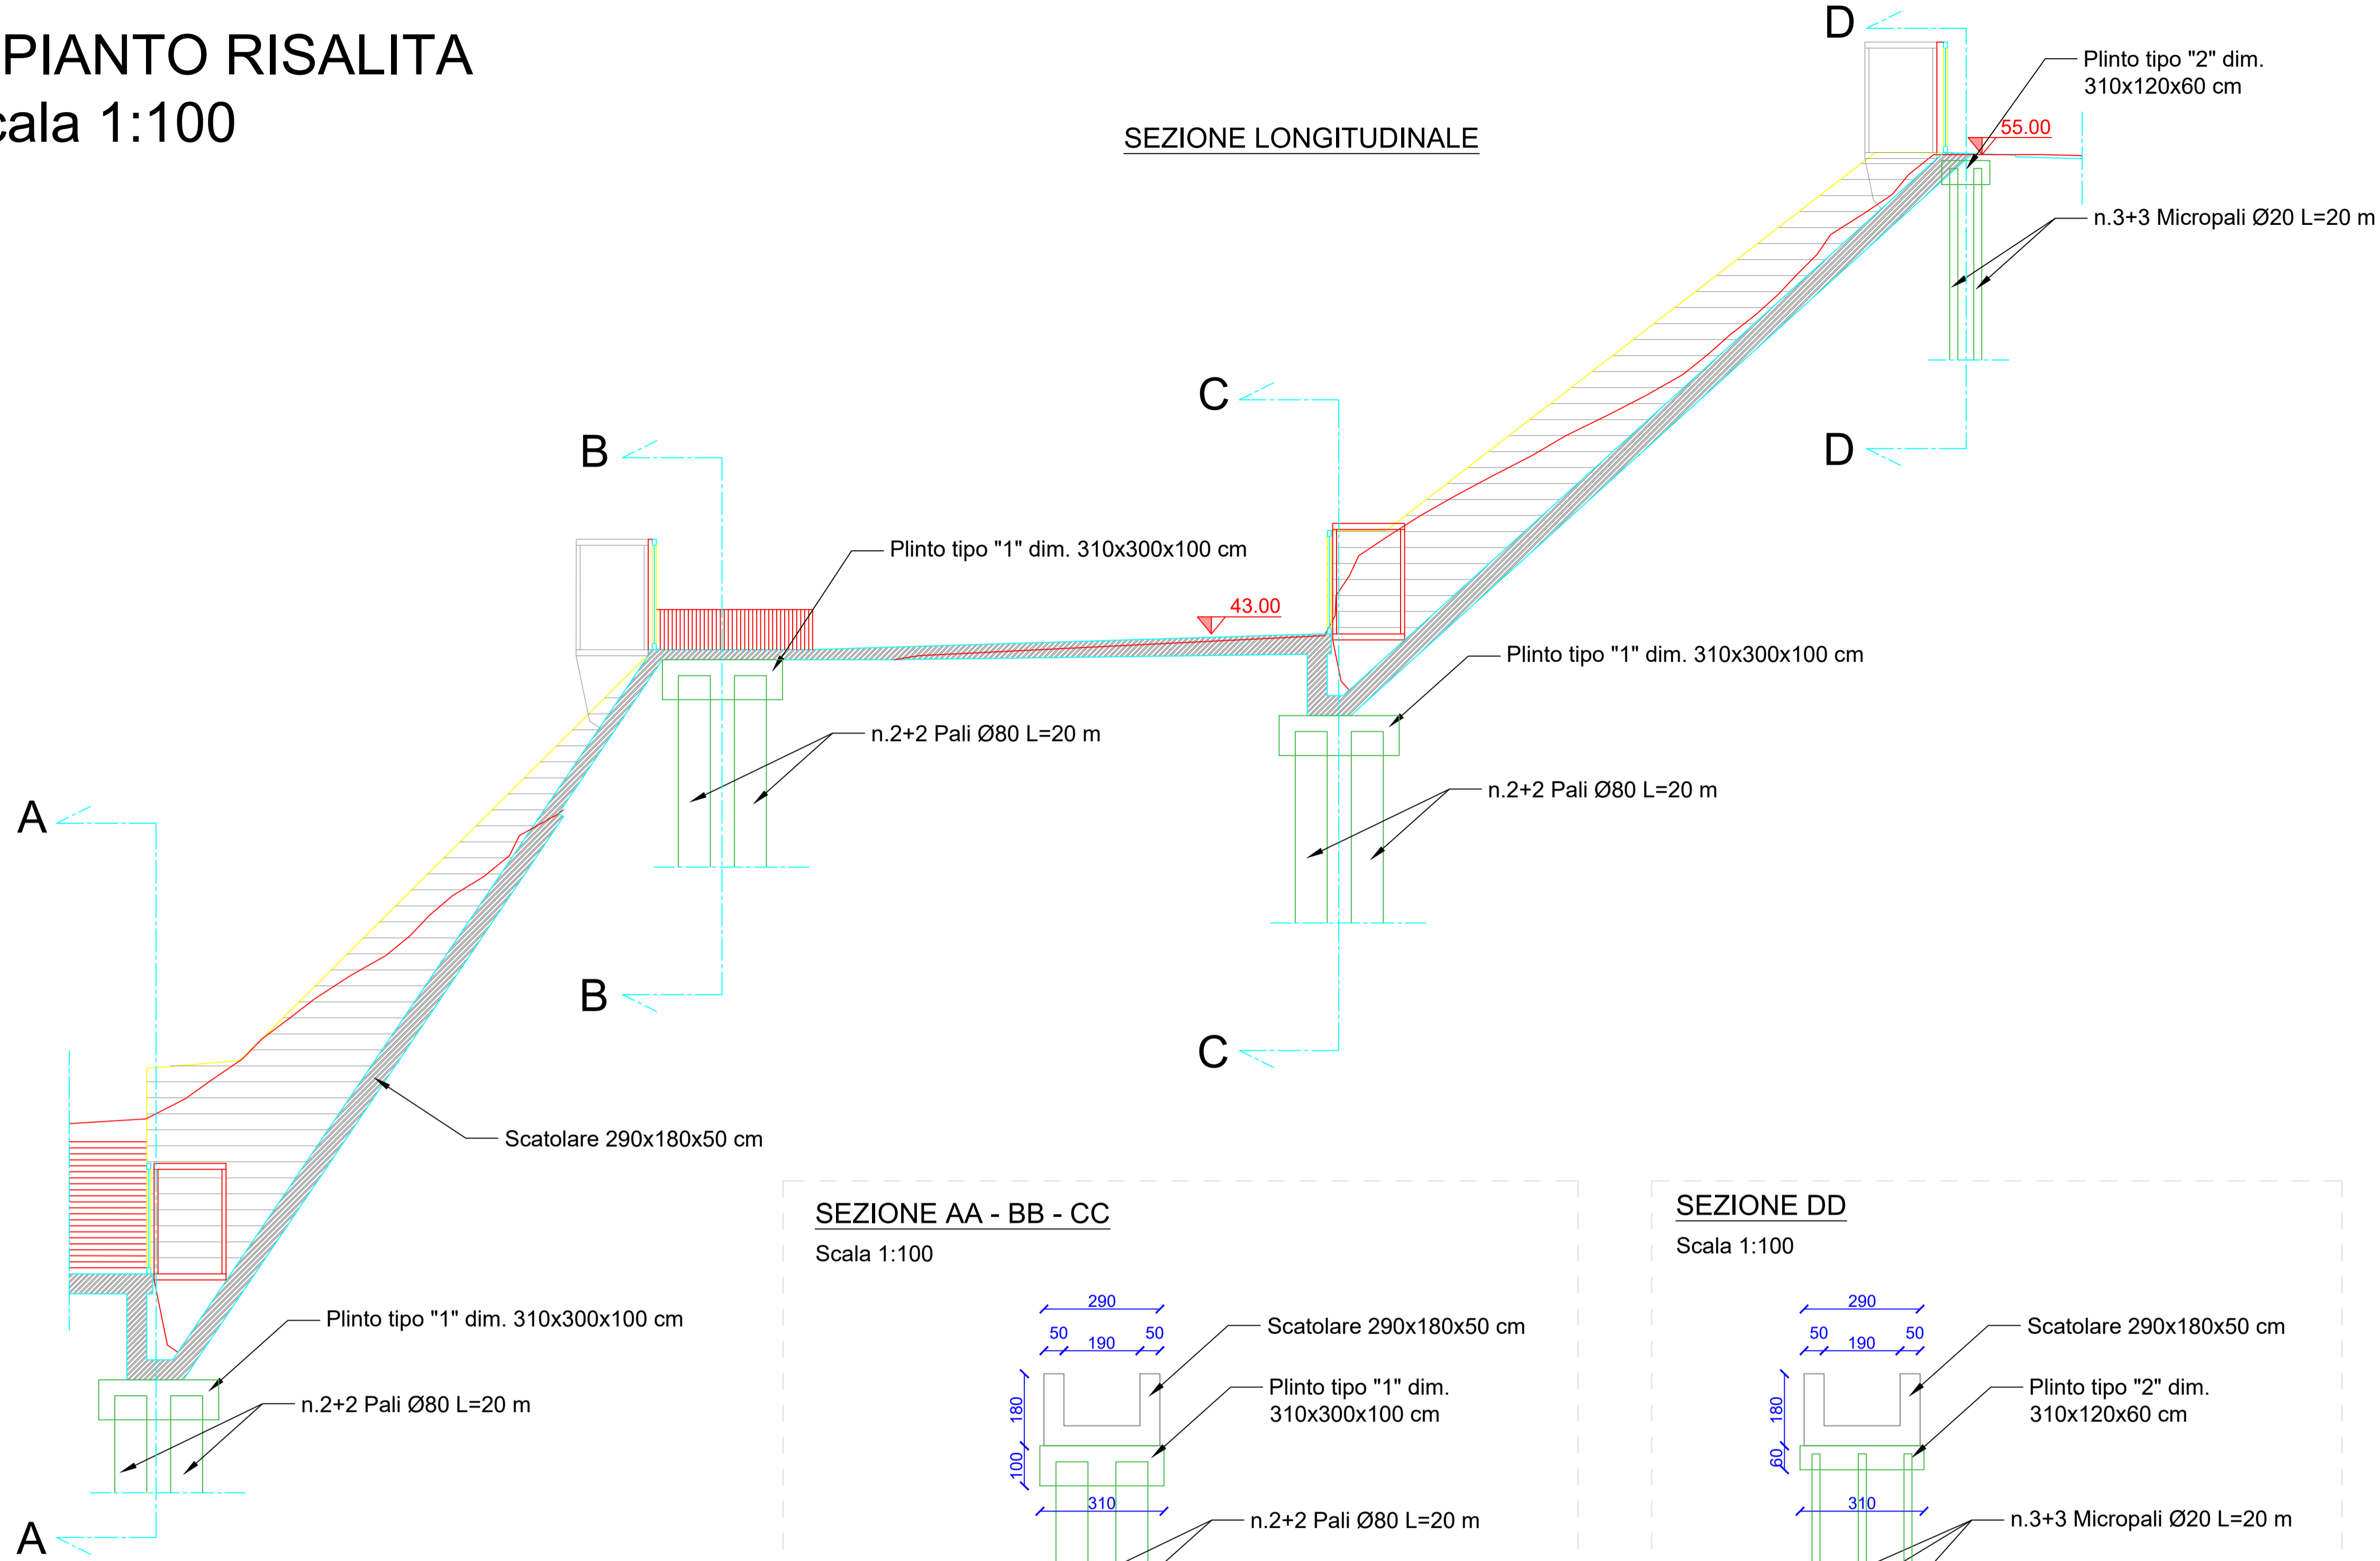 PIANTO RISALITA
cala 1:100
SEZIONE LONGITUDINALE
D
Plinto tipo "2" dim.
310x120x60 cm
55.00
n.3+3 Micropali Ø20 L=20 m
C
D
B
Plinto tipo "1" dim. 310x300x100 cm
43.00
Plinto tipo "1" dim. 310x300x100 cm
n.2+2 Pali Ø80 L=20 m
n.2+2 Pali Ø80 L=20 m
A
B
C
Scatolare 290x180x50 cm
Plinto tipo "1" dim. 310x300x100 cm
n.2+2 Pali Ø80 L=20 m
A
SEZIONE AA - BB - CC
Scala 1:100
290
50
190
50
Scatolare 290x180x50 cm
Plinto tipo "1" dim.
310x300x100 cm
180
100
310
n.2+2 Pali Ø80 L=20 m
SEZIONE DD
Scala 1:100
290
50
190
50
Scatolare 290x180x50 cm
Plinto tipo "2" dim.
310x120x60 cm
180
60
310
n.3+3 Micropali Ø20 L=20 m